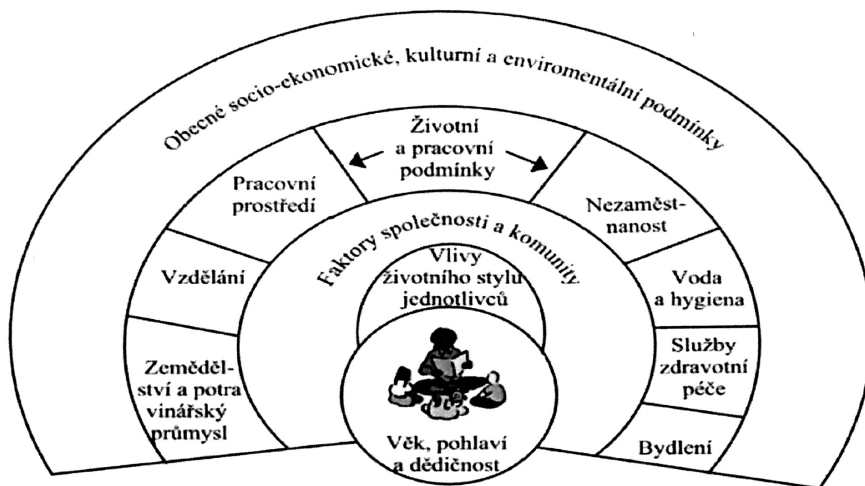 Obecné socio-ekonomické, kulturní a enviromentální podmínky
Životní
a pracovní
podmínky
Pracovní
prostředí
Nezaměst-
nanost
Faktory společnosti a komunity
Vzdělání
Vlivy
životního stylu
jednotlivců
Voda
a hygiena
Zeměděl-
ství a potra
vinářský
průmysl
Služby
zdravotní
péče
Věk, pohlaví
a dědičnost
Bydlení